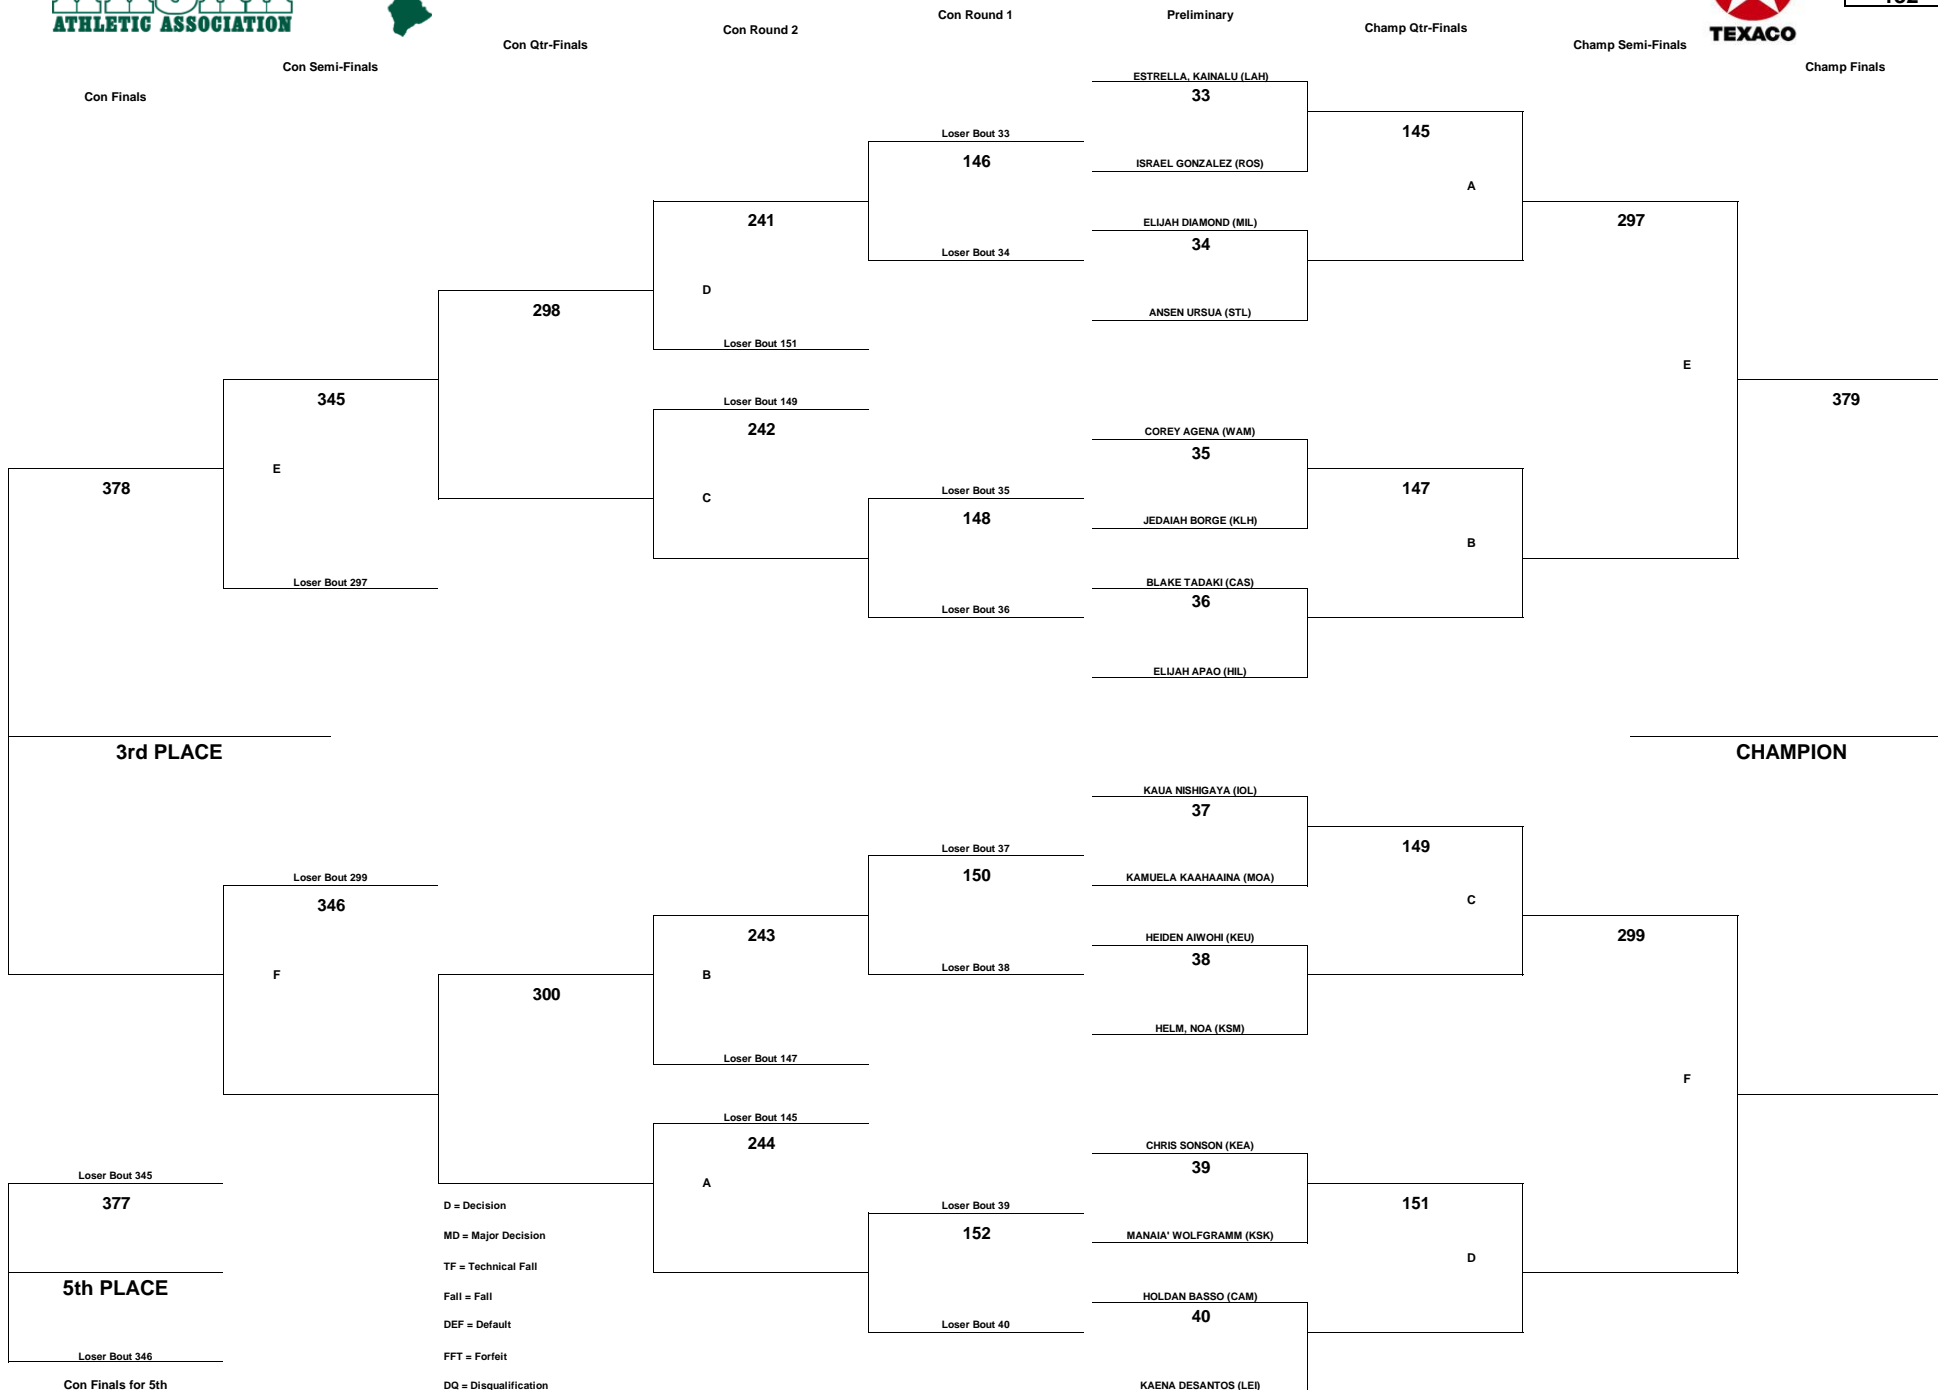 ATHLETIC ASSOCIATION
TEXACO
Con Finals
Con Semi-Finals
Con Qtr-Finals
Con Round 2
Con Round 1
Preliminary
Champ Qtr-Finals
Champ Semi-Finals
Champ Finals
ESTRELLA, KAINALU (LAH)
33
ISRAEL GONZALEZ (ROS)
ELIJAH DIAMOND (MIL)
34
ANSEN URSUA (STL)
COREY AGENA (WAM)
35
JEDAIAH BORGE (KLH)
BLAKE TADAKI (CAS)
36
ELIJAH APAO (HIL)
KAUA NISHIGAYA (IOL)
37
KAMUELA KAAHAAINA (MOA)
HEIDEN AIWOHI (KEU)
38
HELM, NOA (KSM)
CHRIS SONSON (KEA)
39
MANAIA' WOLFGRAMM (KSK)
HOLDAN BASSO (CAM)
40
KAENA DESANTOS (LEI)
145
A
147
B
149
C
151
D
297
E
299
F
379
CHAMPION
Loser Bout 33
146
Loser Bout 34
Loser Bout 35
148
Loser Bout 36
Loser Bout 37
150
Loser Bout 38
Loser Bout 39
152
Loser Bout 40
241
D
Loser Bout 151
Loser Bout 149
242
C
243
B
Loser Bout 147
Loser Bout 145
244
A
298
300
345
E
Loser Bout 297
Loser Bout 299
346
F
378
3rd PLACE
Loser Bout 345
377
5th PLACE
Loser Bout 346
Con Finals for 5th
D = Decision
MD = Major Decision
TF = Technical Fall
Fall = Fall
DEF = Default
FFT = Forfeit
DQ = Disqualification